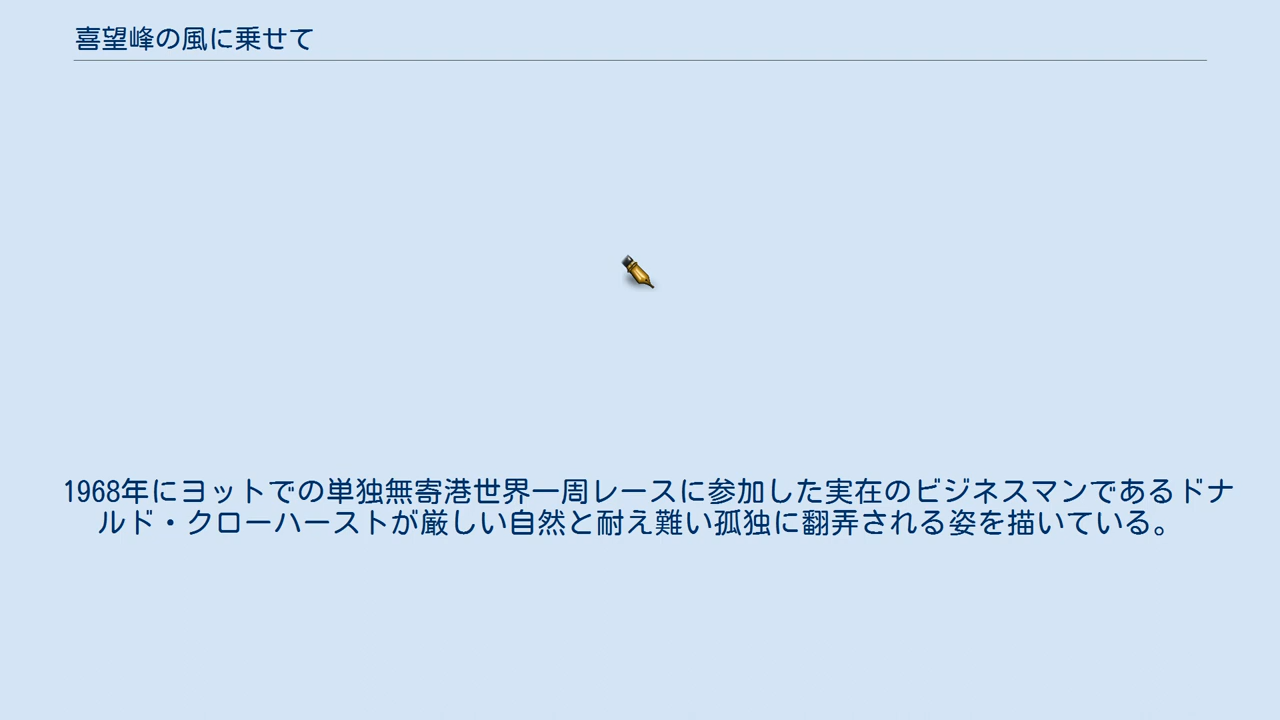 喜望峰の風に乗せて
1968年にヨットでの単独無寄港世界一周レースに参加した実在のビジネスマンであるドナ
ルド・クローハーストが厳しい自然と耐え難い孤独に翻弄される姿を描いている。